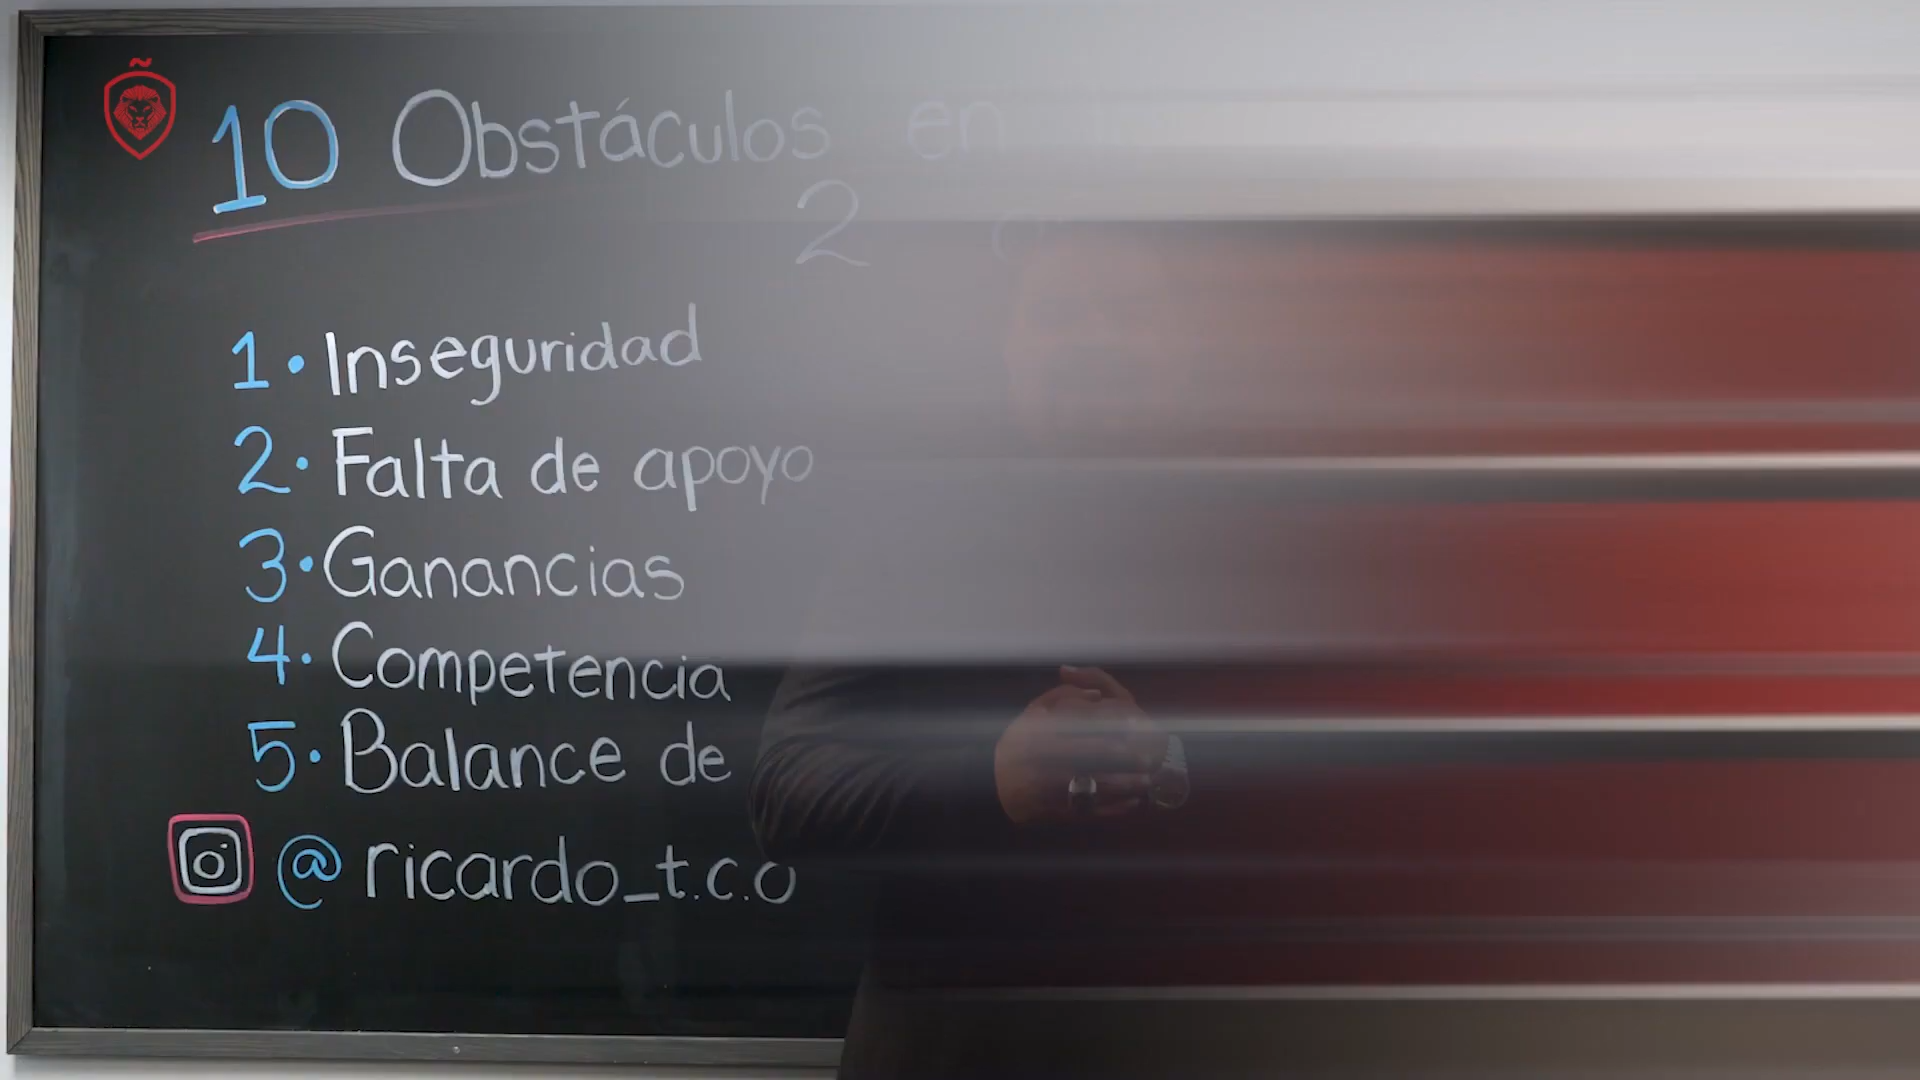 10 Obstáculos en
2
1. Inseguridad
2. Falta de apoyo
3. Ganancias
4. Competencia
5. Balance de
@ricardo_t.c.o